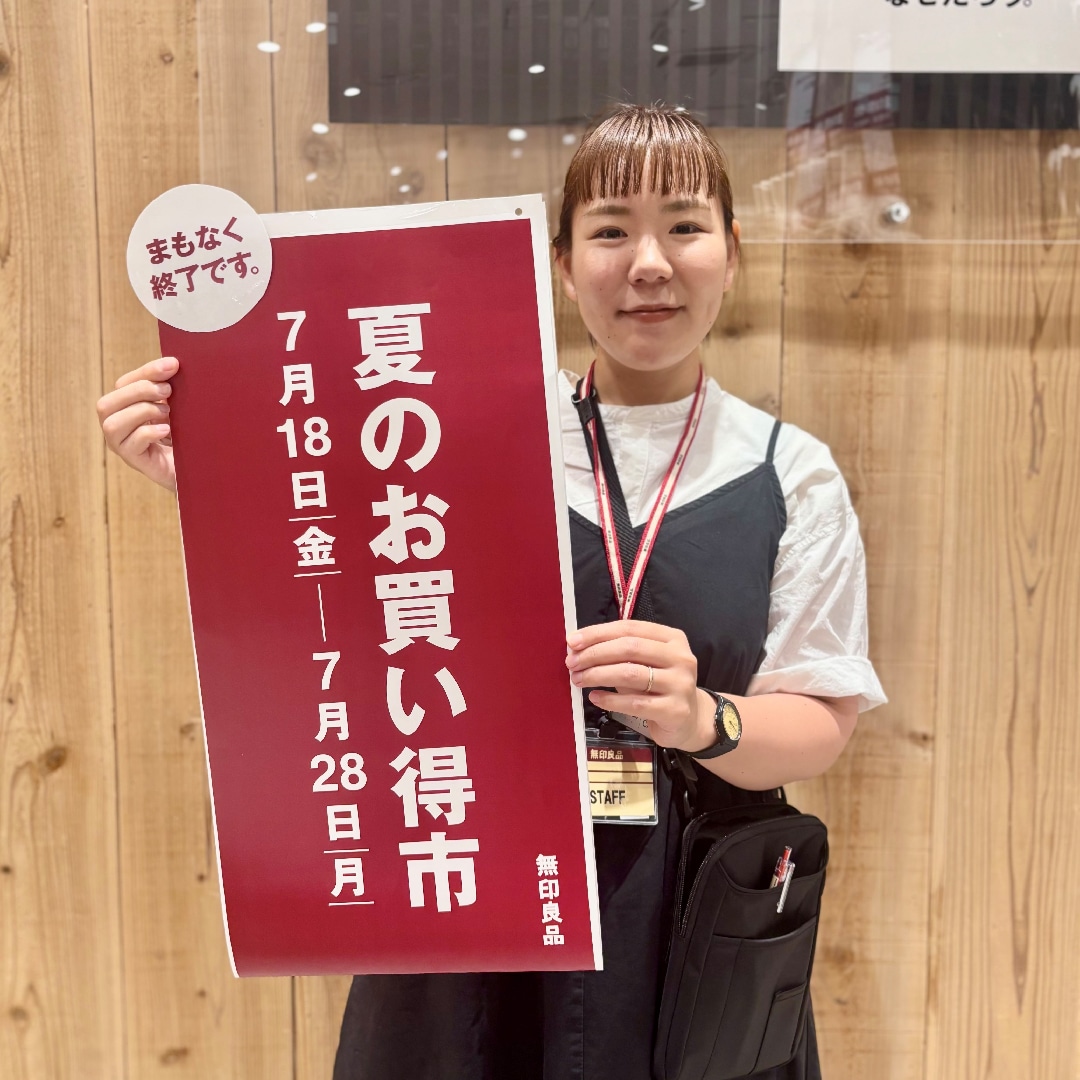 まもなく
終了です。
夏のお買い得市
7月18日(金)―7月28日(月)
無印良品
無印良品
STAFF